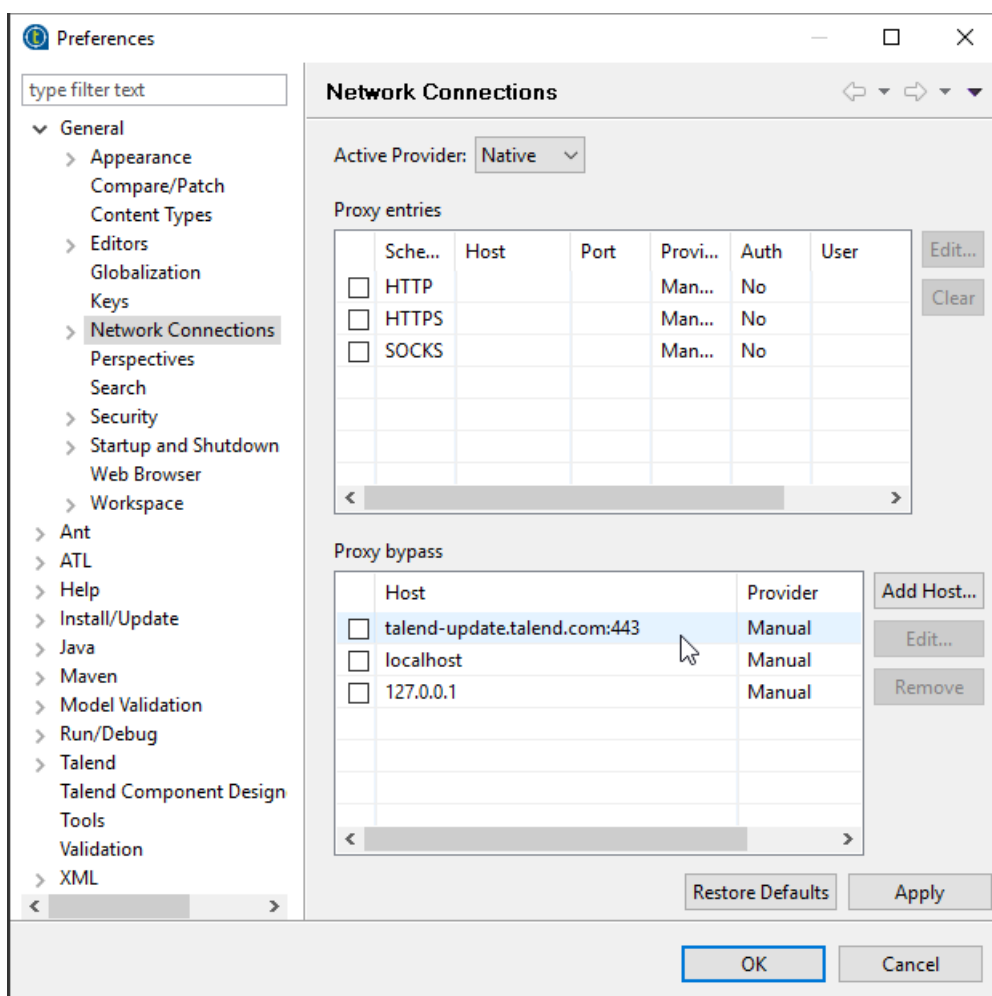 Preferences
type filter text
General
Appearance
Compare/Patch
Content Types
Editors
Globalization
Keys
Network Connections
Perspectives
Search
Security
Startup and Shutdown
Web Browser
Workspace
Ant
ATL
Help
Install/Update
Java
Maven
Model Validation
Run/Debug
Talend
Talend Component Design
Tools
Validation
XML
Network Connections
Active Provider: Native
Proxy entries
Sche... Host Port Provi... Auth User
HTTP Man... No
HTTPS Man... No
SOCKS Man... No
Edit...
Clear
Proxy bypass
Host Provider
talend-update.talend.com:443 Manual
localhost Manual
127.0.0.1 Manual
Add Host...
Edit...
Remove
Restore Defaults Apply
OK Cancel